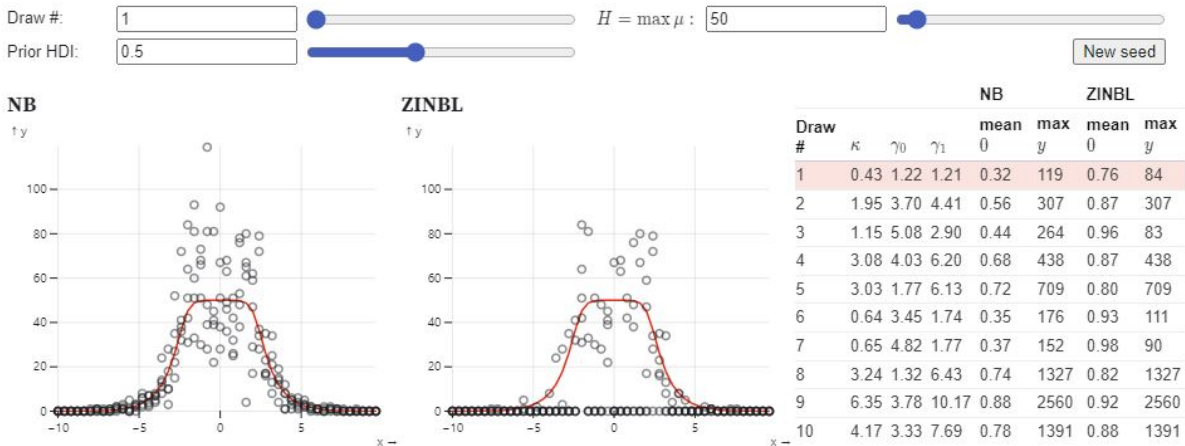 Draw #: 1 H = max μ : 50
Prior HDI: 0.5 New seed
NB ZINBL
↑ y ↑ y
100
80
60
40
20
0
−10 −5 0 5
x →
100
80
60
40
20
0
−10 −5 0 5
x →
NB ZINBL
Draw # κ γ0 γ1 mean 0 max y mean 0 max y
1 0.43 1.22 1.21 0.32 119 0.76 84
2 1.95 3.70 4.41 0.56 307 0.87 307
3 1.15 5.08 2.90 0.44 264 0.96 83
4 3.08 4.03 6.20 0.68 438 0.87 438
5 3.03 1.77 6.13 0.72 709 0.80 709
6 0.64 3.45 1.74 0.35 176 0.93 111
7 0.65 4.82 1.77 0.37 152 0.98 90
8 3.24 1.32 6.43 0.74 1327 0.82 1327
9 6.35 3.78 10.17 0.88 2560 0.92 2560
10 4.17 3.33 7.69 0.78 1391 0.88 1391